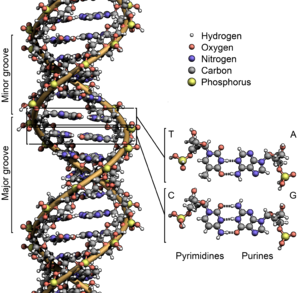 Hydrogen
Oxygen
Nitrogen
Carbon
Phosphorus
Minor groove
Major groove
T A
C G
Pyrimidines Purines